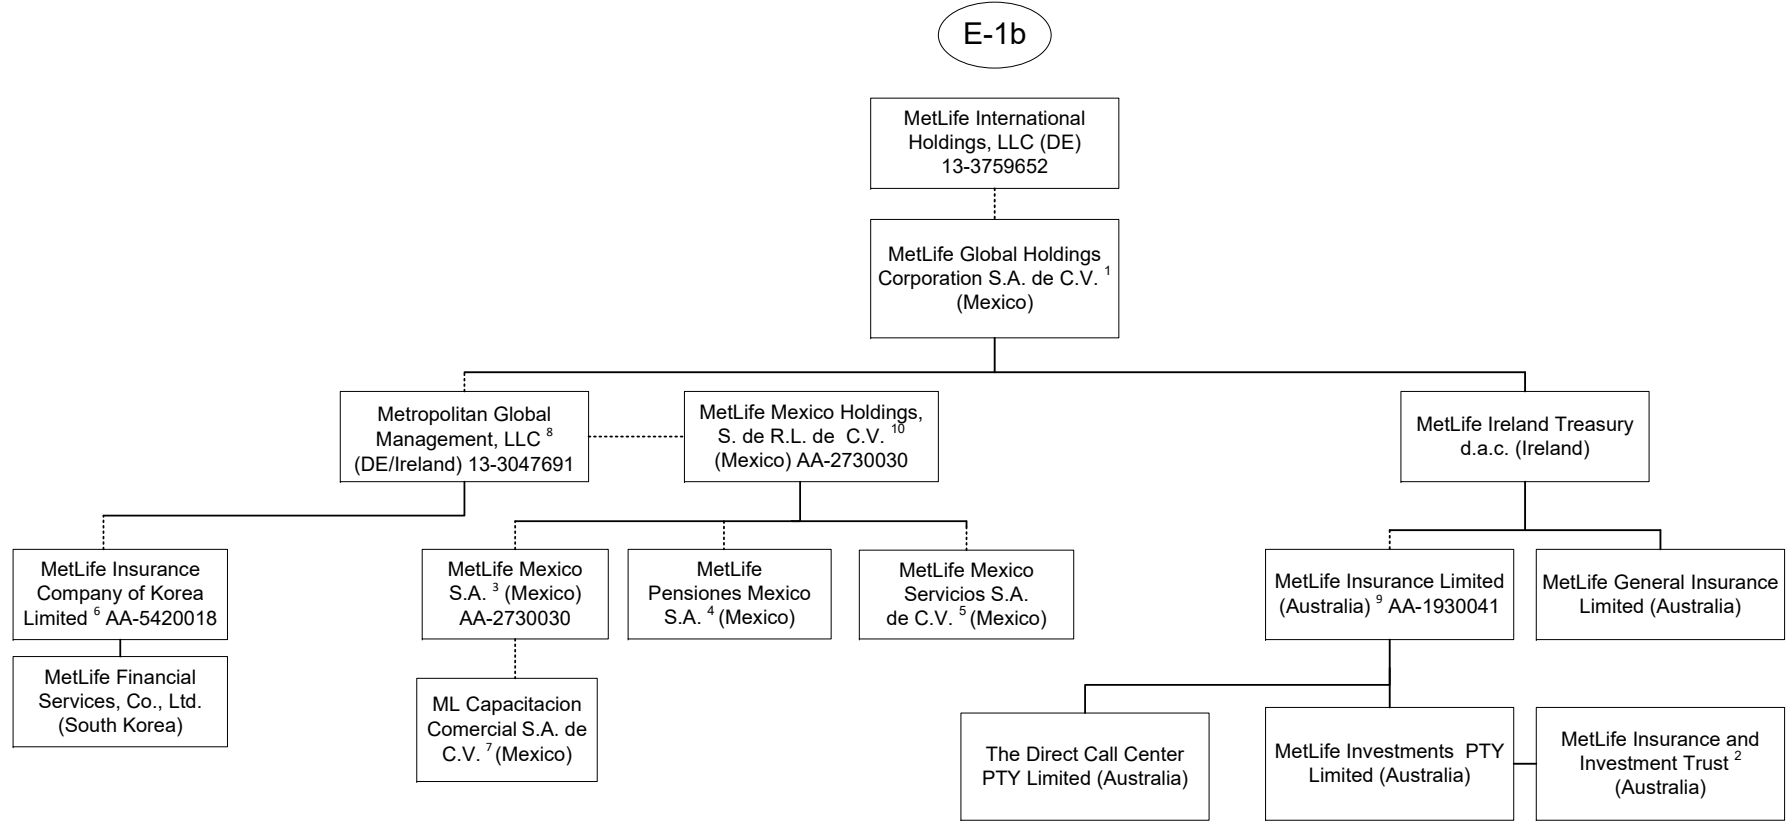 E-1b
MetLife International
Holdings, LLC (DE)
13-3759652
MetLife Global Holdings
Corporation S.A. de C.V. 1
(Mexico)
Metropolitan Global
Management, LLC 8
(DE/Ireland) 13-3047691
MetLife Mexico Holdings,
S. de R.L. de C.V. 10
(Mexico) AA-2730030
MetLife Ireland Treasury
d.a.c. (Ireland)
MetLife Insurance
Company of Korea
Limited 6 AA-5420018
MetLife Mexico
S.A. 3 (Mexico)
AA-2730030
MetLife
Pensiones Mexico
S.A. 4 (Mexico)
MetLife Mexico
Servicios S.A.
de C.V. 5 (Mexico)
MetLife Insurance Limited
(Australia) 9 AA-1930041
MetLife General Insurance
Limited (Australia)
MetLife Financial
Services, Co., Ltd.
(South Korea)
ML Capacitacion
Comercial S.A. de
C.V. 7 (Mexico)
The Direct Call Center
PTY Limited (Australia)
MetLife Investments PTY
Limited (Australia)
MetLife Insurance and
Investment Trust 2
(Australia)